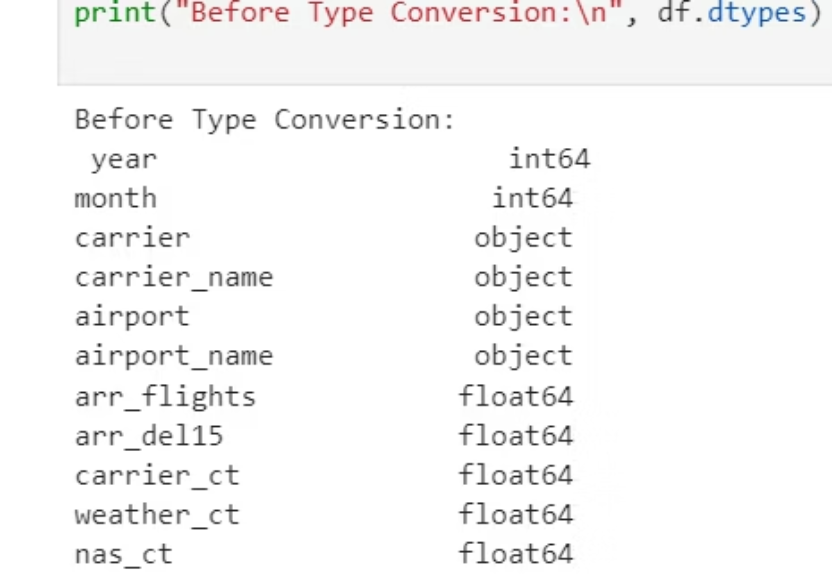 print("Before Type Conversion:\n", df.dtypes)
Before Type Conversion:
year int64
month int64
carrier object
carrier_name object
airport object
airport_name object
arr_flights float64
arr_del15 float64
carrier_ct float64
weather_ct float64
nas_ct float64